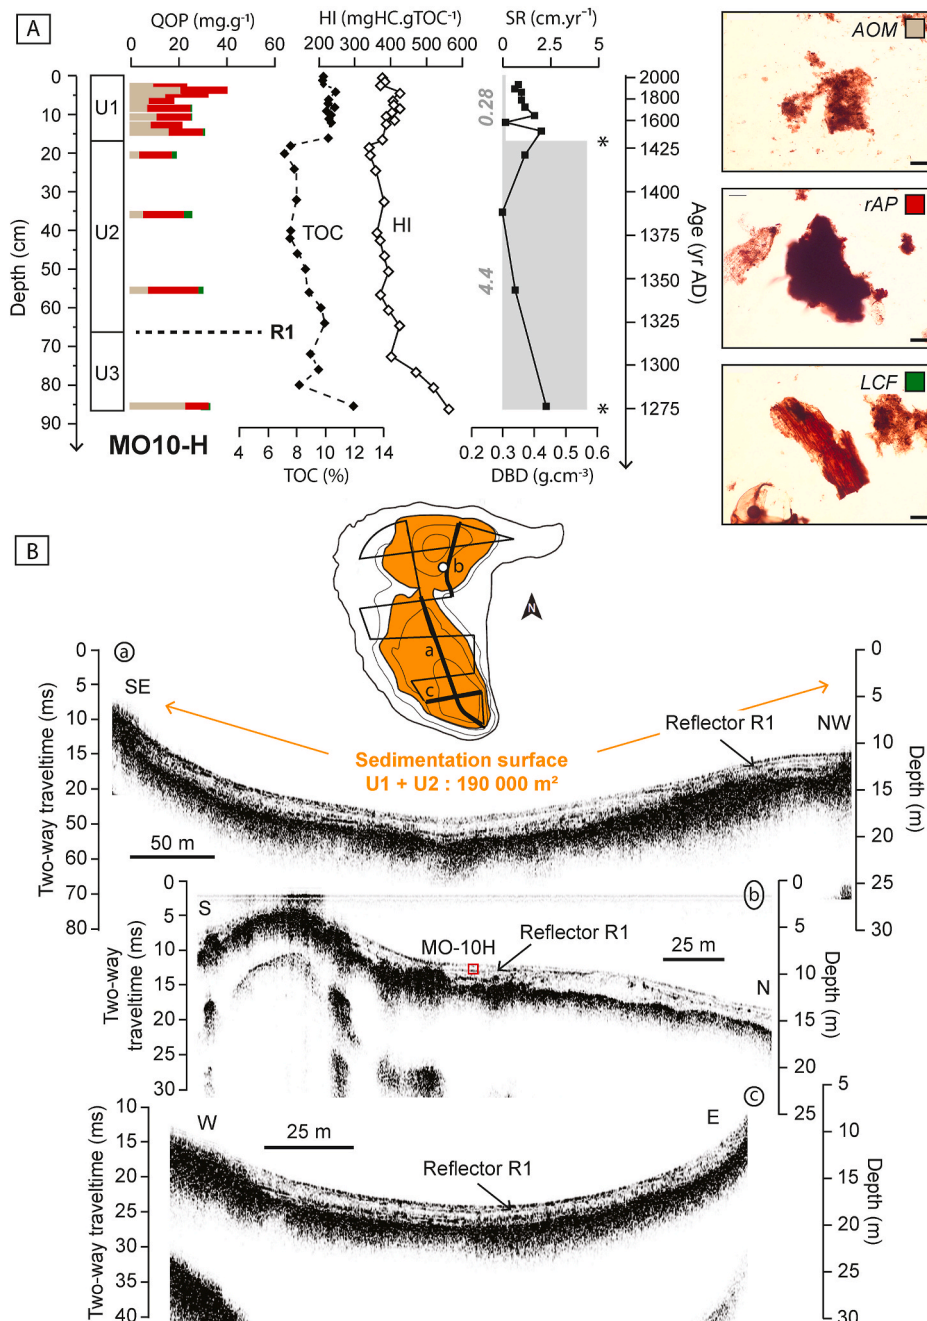 A
QOP (mg.g⁻¹)
HI (mgHC.gTOC⁻¹)
SR (cm.yr⁻¹)
0 20 40 60
200 300 400 500 600
0 2.5 5
AOM
rAP
LCF
Depth (cm)
0
10
20
30
40
50
60
70
80
90
U1
U2
U3
R1
TOC
HI
0.28
4.4
*
*
2000
1800
1600
1425
1400
1375
1350
1325
1300
1275
Age (yr AD)
MO10-H
4 6 8 10 12 14
TOC (%)
0.2 0.3 0.4 0.5 0.6
DBD (g.cm⁻³)
B
b
a
c
N
a
SE
NW
Two-way traveltime (ms)
0
5
10
15
20
50
60
70
80
Sedimentation surface
U1 + U2 : 190 000 m²
Reflector R1
50 m
0
5
10
15
20
25
30
Depth (m)
b
S
N
Two-way
traveltime (ms)
0
5
10
15
20
25
30
MO-10H
Reflector R1
25 m
0
5
10
15
20
25
Depth (m)
c
W
E
Two-way traveltime (ms)
10
15
20
25
30
35
40
25 m
Reflector R1
5
10
15
20
25
30
Depth (m)